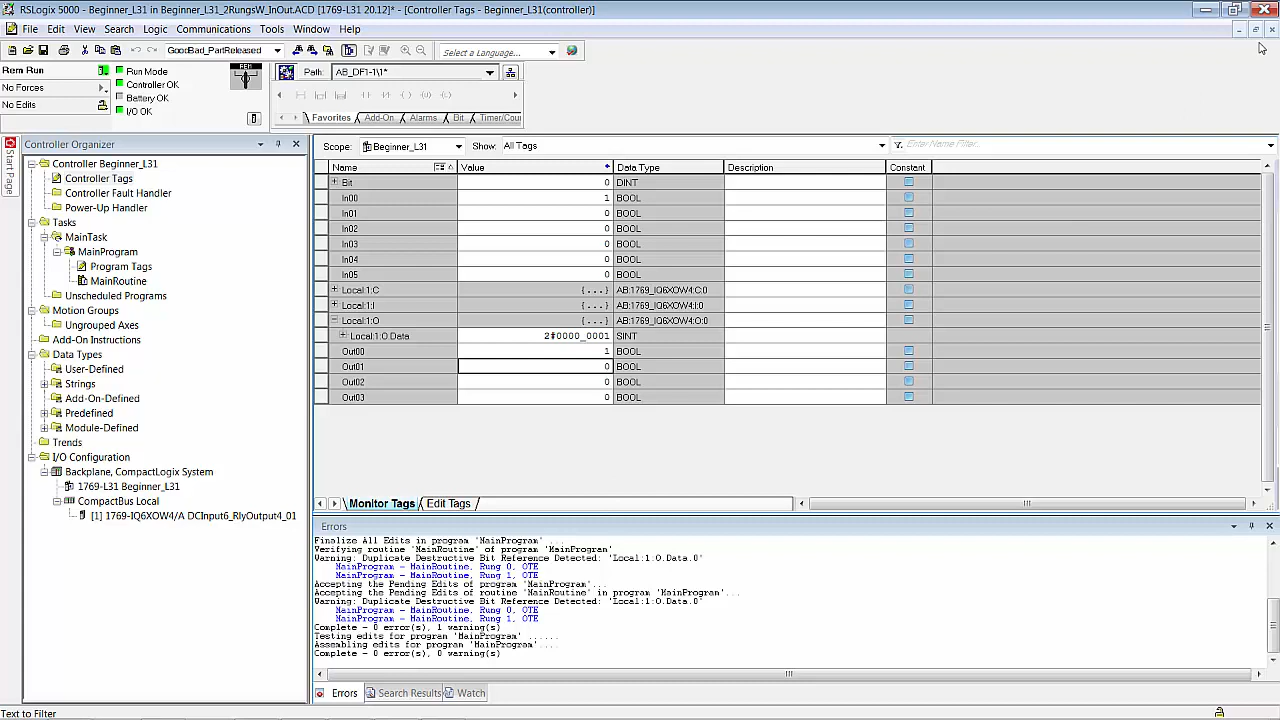 RSLogix 5000 - Beginner_L31 in Beginner_L31_2RungsW_InOut.ACD [1769-L31 20.12]* - [Controller Tags - Beginner_L31(controller)]
File Edit View Search Logic Communications Tools Window Help
GoodBad_PartReleased Select a Language...
Rem Run Run Mode REM Path: AB_DF1-1\1*
No Forces Controller OK
No Edits Battery OK
I/O OK
Favorites Add-On Alarms Bit Timer/Cou
Start Page
Controller Organizer
Controller Beginner_L31
Controller Tags
Controller Fault Handler
Power-Up Handler
Tasks
MainTask
MainProgram
Program Tags
MainRoutine
Unscheduled Programs
Motion Groups
Ungrouped Axes
Add-On Instructions
Data Types
User-Defined
Strings
Add-On-Defined
Predefined
Module-Defined
Trends
I/O Configuration
Backplane, CompactLogix System
1769-L31 Beginner_L31
CompactBus Local
[1] 1769-IQ6XOW4/A DCInput6_RlyOutput4_01
Scope: Beginner_L31 Show: All Tags Enter Name Filter...
Name Value Data Type Description Constant
Bit 0 DINT
In00 1 BOOL
In01 0 BOOL
In02 0 BOOL
In03 0 BOOL
In04 0 BOOL
In05 0 BOOL
Local:1:C {...} AB:1769_IQ6XOW4:C:0
Local:1:I {...} AB:1769_IQ6XOW4:I:0
Local:1:O {...} AB:1769_IQ6XOW4:O:0
Local:1:O.Data 2#0000_0001 SINT
Out00 1 BOOL
Out01 0 BOOL
Out02 0 BOOL
Out03 0 BOOL
Monitor Tags Edit Tags
Errors
Finalize All Edits in program 'MainProgram' ...
Verifying routine 'MainRoutine' of program 'MainProgram'
Warning: Duplicate Destructive Bit Reference Detected: 'Local:1:O.Data.0'
MainProgram - MainRoutine, Rung 0, OTE
MainProgram - MainRoutine, Rung 1, OTE
Accepting the Pending Edits of program 'MainProgram'...
Accepting the Pending Edits of routine 'MainRoutine' in program 'MainProgram'...
Warning: Duplicate Destructive Bit Reference Detected: 'Local:1:O.Data.0'
MainProgram - MainRoutine, Rung 0, OTE
MainProgram - MainRoutine, Rung 1, OTE
Complete - 0 error(s), 1 warning(s)
Testing edits for program 'MainProgram' ......
Assembling edits for program 'MainProgram'....
Complete - 0 error(s), 0 warning(s)
Errors Search Results Watch
Text to Filter